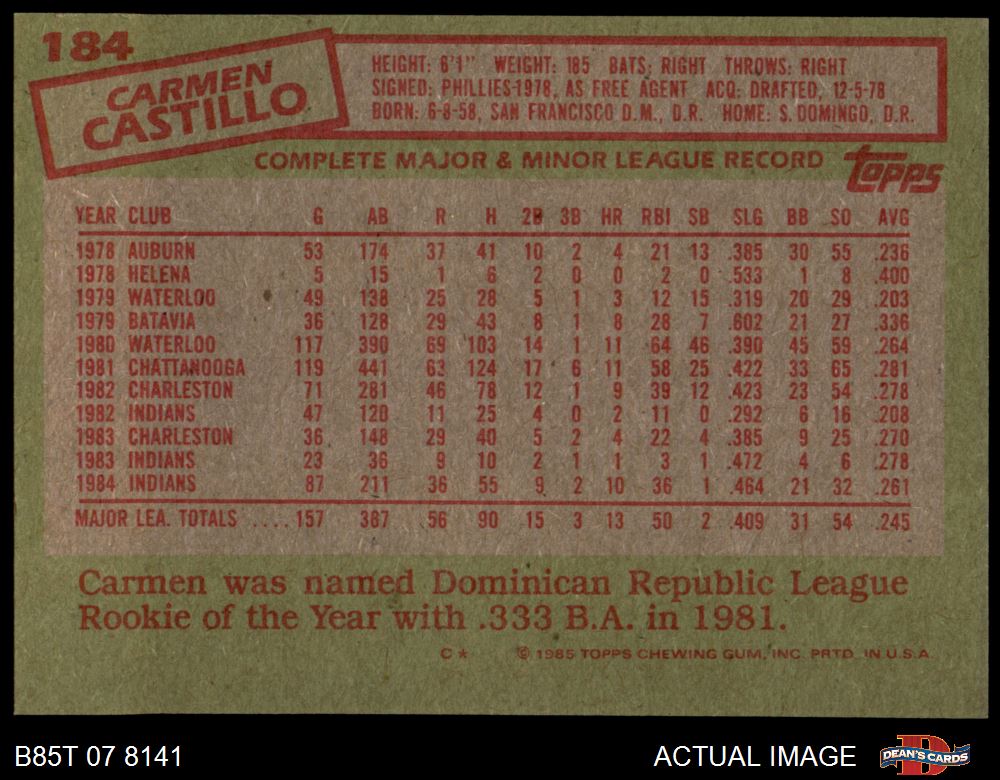 184
CARMEN
CASTILLO
HEIGHT: 6'1" WEIGHT: 185 BATS: RIGHT THROWS: RIGHT
SIGNED: PHILLIES-1978, AS FREE AGENT ACQ: DRAFTED, 12-5-78
BORN: 6-8-58, SAN FRANCISCO D.M., D.R. HOME: S. DOMINGO, D.R.
COMPLETE MAJOR & MINOR LEAGUE RECORD
TOPPS
YEAR CLUB G AB R H 2B 3B HR RBI SB SLG BB SO AVG
1978 AUBURN 53 174 37 41 10 2 4 21 13 .385 30 55 .236
1978 HELENA 5 15 1 6 2 0 0 2 0 .533 1 8 .400
1979 WATERLOO 49 138 25 28 5 1 3 12 15 .319 20 29 .203
1979 BATAVIA 36 128 29 43 8 1 8 28 7 .602 21 27 .336
1980 WATERLOO 117 390 69 103 14 1 11 64 46 .390 45 59 .264
1981 CHATTANOOGA 119 441 63 124 17 6 11 58 25 .422 33 65 .281
1982 CHARLESTON 71 281 46 78 12 1 9 39 12 .423 23 54 .278
1982 INDIANS 47 120 11 25 4 0 2 11 0 .292 6 16 .208
1983 CHARLESTON 36 148 29 40 5 2 4 22 4 .385 9 25 .270
1983 INDIANS 23 36 9 10 2 1 1 3 1 .472 4 6 .278
1984 INDIANS 87 211 36 55 9 2 10 36 1 .464 21 32 .261
MAJOR LEA. TOTALS ....157 367 56 90 15 3 13 50 2 .409 31 54 .245
Carmen was named Dominican Republic League
Rookie of the Year with .333 B.A. in 1981.
C* © 1985 TOPPS CHEWING GUM, INC. PRTD. IN U.S.A.
B85T 07 8141 ACTUAL IMAGE DEAN'S CARDS